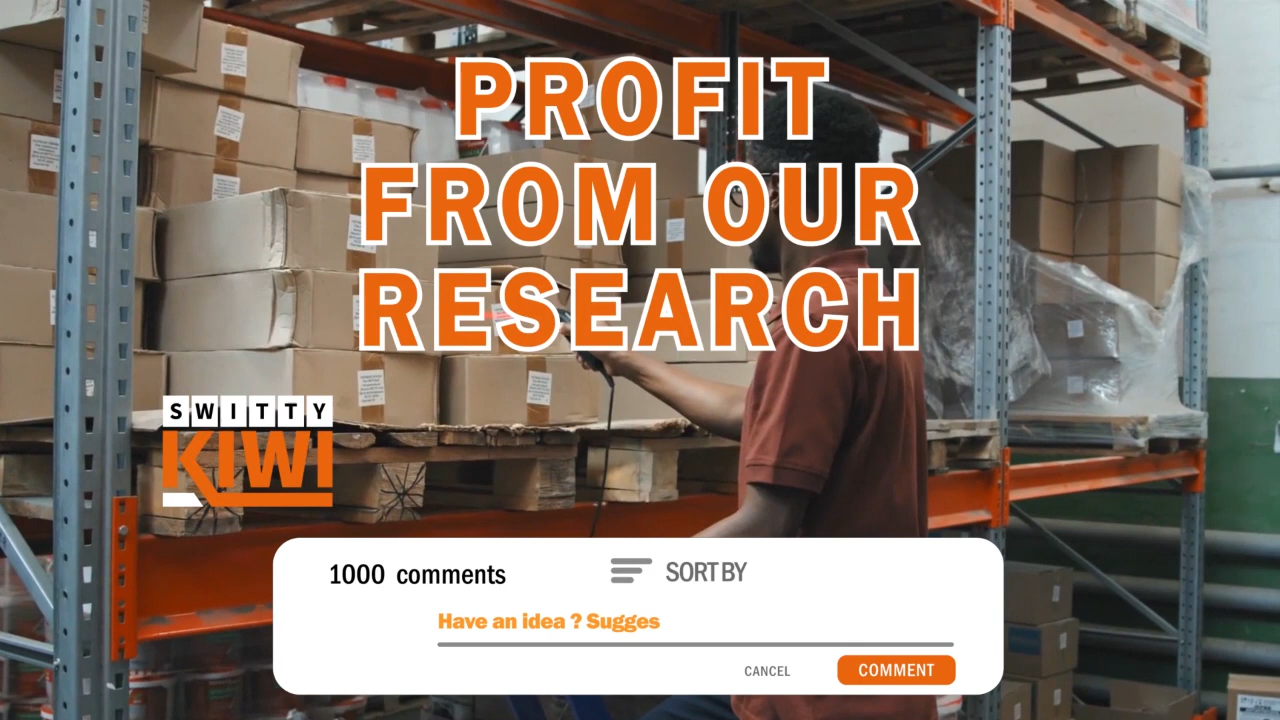 PROFIT
FROM OUR
RESEARCH
SWITTY
KIWI
1000 comments
SORT BY
Have an idea ? Sugges
CANCEL
COMMENT